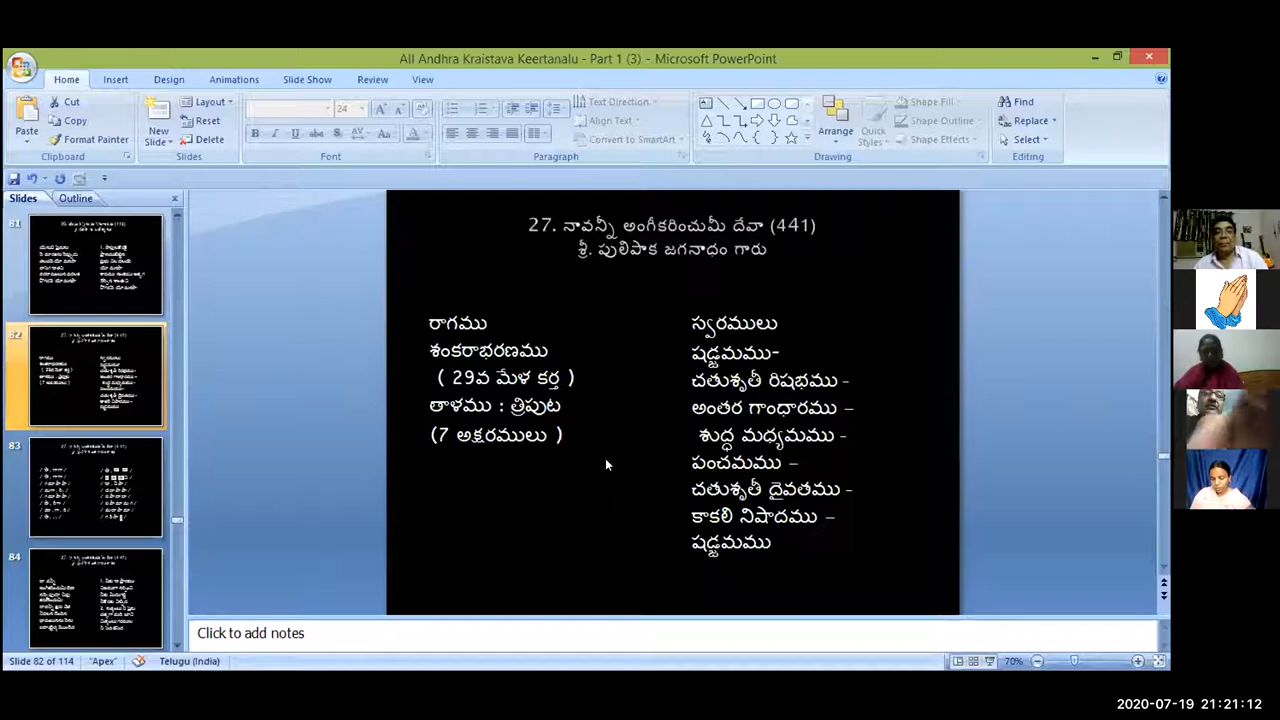 All Andhra Kraistava Keertanalu - Part 1 (3) - Microsoft PowerPoint
Home Insert Design Animations Slide Show Review View
Cut
Copy
Format Painter
Paste
Clipboard
New Slide
Layout
Reset
Delete
Slides
24
Font
Text Direction
Align Text
Convert to SmartArt
Paragraph
Arrange
Quick Styles
Shape Fill
Shape Outline
Shape Effects
Drawing
Find
Replace
Select
Editing
Slides Outline
81
82
83
84
27. నావన్నీ అంగీకరించుమీ దేవా (441)
శ్రీ. పులిపాక జగనాధం గారు
రాగము
శంకరాభరణము
( 29వ మేళ కర్త )
తాళము : త్రిపుట
(7 అక్షరములు )
స్వరములు
షడ్జమము-
చతుశృతీ రిషభము -
అంతర గాంధారము –
శుద్ధ మధ్యమము -
పంచమము –
చతుశృతీ దైవతము -
కాకలి నిషాదము –
షడ్జమము
Click to add notes
Slide 82 of 114 "Apex" Telugu (India) 70%
2020-07-19 21:21:12